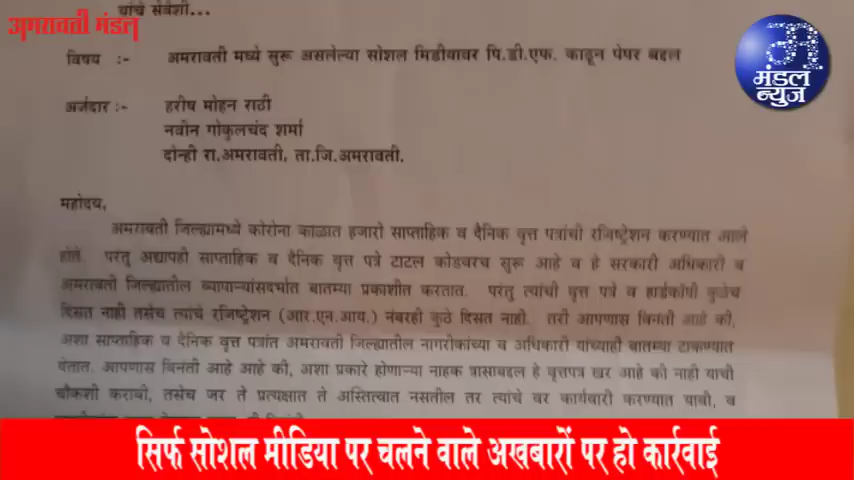 यांचे सेवेशी...
अमरावती मंडल
मी
मंडल
न्युज
विषय :- अमरावती मध्ये सुरू असलेल्या सोशल मिडीयावर पि.डी.एफ. काढून पेपर बद्दल
अर्जदार :- हरीष मोहन राठी
नवीन गोकुलचंद शर्मा
दोन्ही रा.अमरावती, ता.जि.अमरावती.
महोदय,
अमरावती जिल्ह्यामध्ये कोरोना काळात हजारो साप्ताहिक व दैनिक वृत्त पत्रांची रजिष्ट्रेशन करण्यात आले
होते. परंतु अद्यापही साप्ताहिक व दैनिक वृत्त पत्रे टाटल कोडवरच सुरू आहे व हे सरकारी अधिकारी व
अमरावती जिल्ह्यातील व्यापाऱ्यांसदर्भात बातम्या प्रकाशीत करतात. परंतु त्यांची वृत्त पत्रे व हार्डकॉपी कुठेच
दिसत नाही तसेच त्यांचे रजिष्ट्रेशन (आर.एन.आय.) नंबरही कुठे दिसत नाही. तरी आपणास विनंती आहे की,
अशा साप्ताहिक व दैनिक वृत्त पत्रांत अमरावती जिल्ह्यातील नागरीकांच्या व अधिकारी यांच्याही बातम्या टाकण्यात
येतात. आपणास विनंती आहे आहे की, अशा प्रकारे होणाऱ्या नाहक त्रासाबद्दल हे वृत्तपत्र खर आहे की नाही याची
चौकशी करावी, तसेच जर ते प्रत्यक्षात ते अस्तित्वात नसतील तर त्यांचे वर कार्यवारी करण्यात यावी, व
सिर्फ सोशल मीडिया पर चलने वाले अखबारों पर हो कार्रवाई